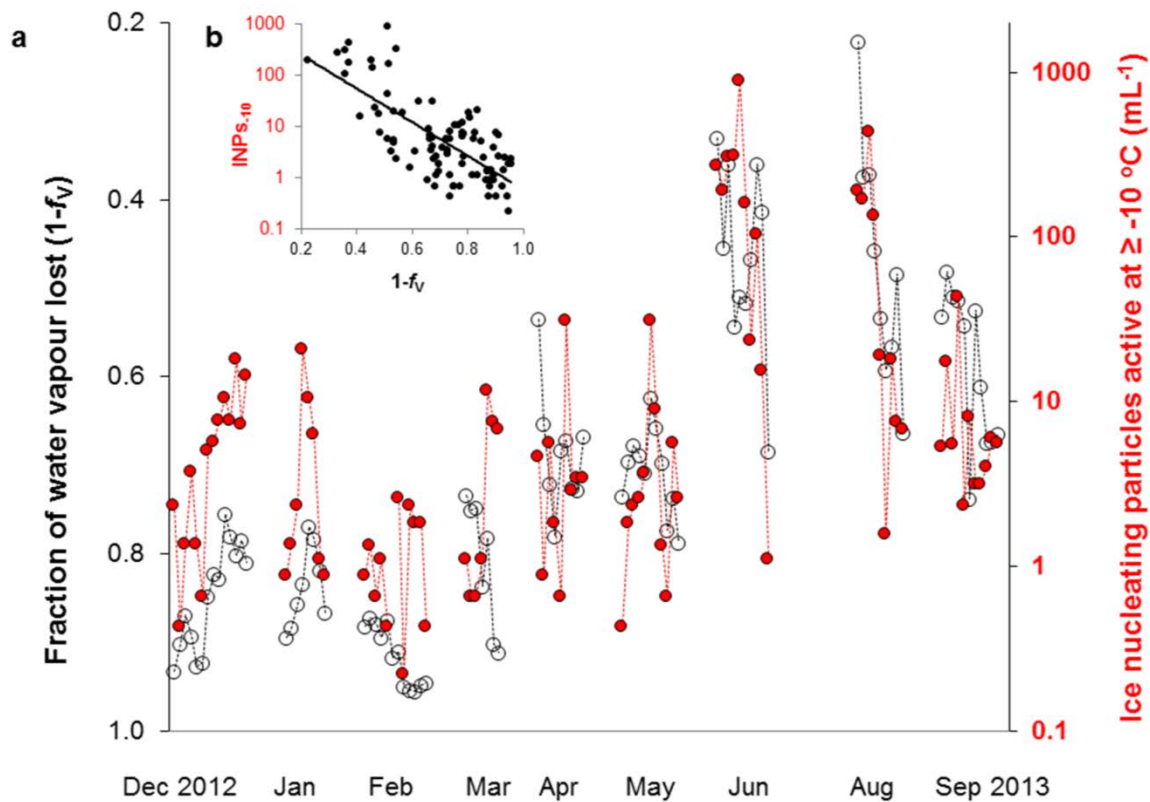 a
b
Fraction of water vapour lost (1-fV)
0.2
0.4
0.6
0.8
1.0
INPs-10
1000
100
10
1
0.1
0.2 0.4 0.6 0.8 1.0
1-fV
1000
100
10
1
0.1
Ice nucleating particles active at ≥ -10 ºC (mL-1)
Dec 2012 Jan Feb Mar Apr May Jun Aug Sep 2013